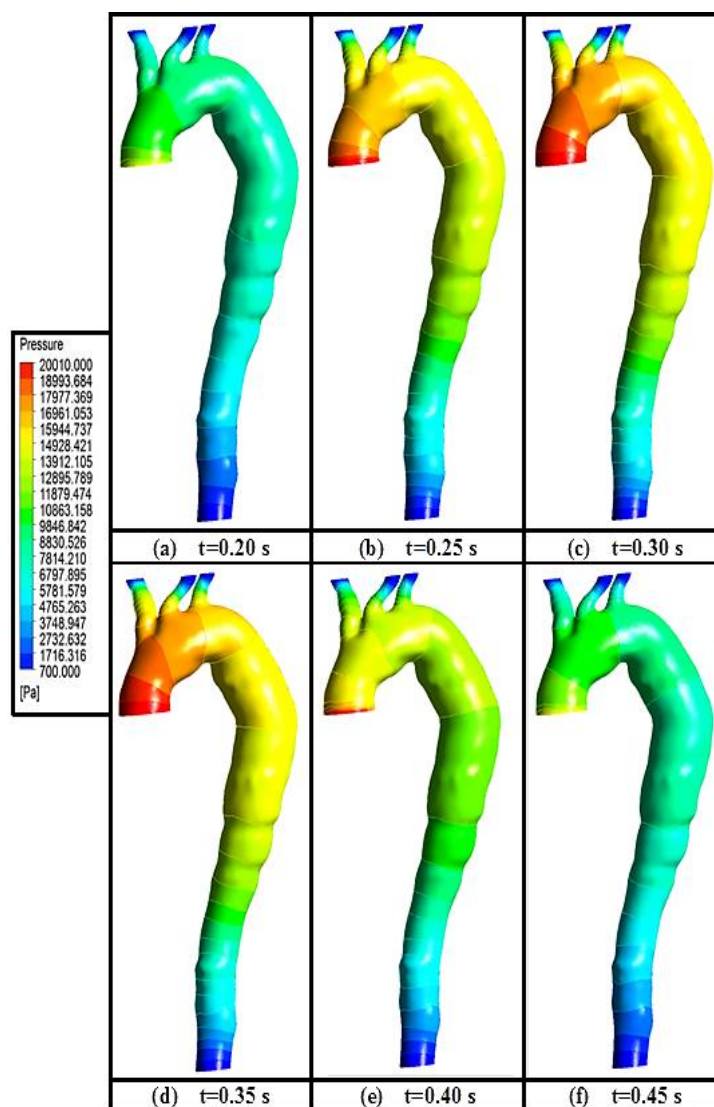 (a) t=0.20 s
(b) t=0.25 s
(c) t=0.30 s
Pressure
20010.000
18993.684
17977.369
16961.053
15944.737
14928.421
13912.105
12895.789
11879.474
10863.158
9846.842
8830.526
7814.210
6797.895
5781.579
4765.263
3748.947
2732.632
1716.316
700.000
[Pa]
(d) t=0.35 s
(e) t=0.40 s
(f) t=0.45 s